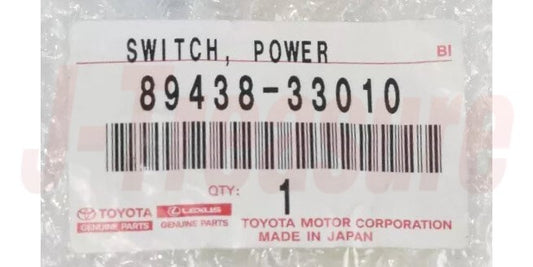 SWITCH, POWER BI
89438-33010
QTY: 1
TOYOTA LEXUS
GENUINE PARTS GENUINE PARTS
TOYOTA MOTOR CORPORATION
MADE IN JAPAN
J-Treasure